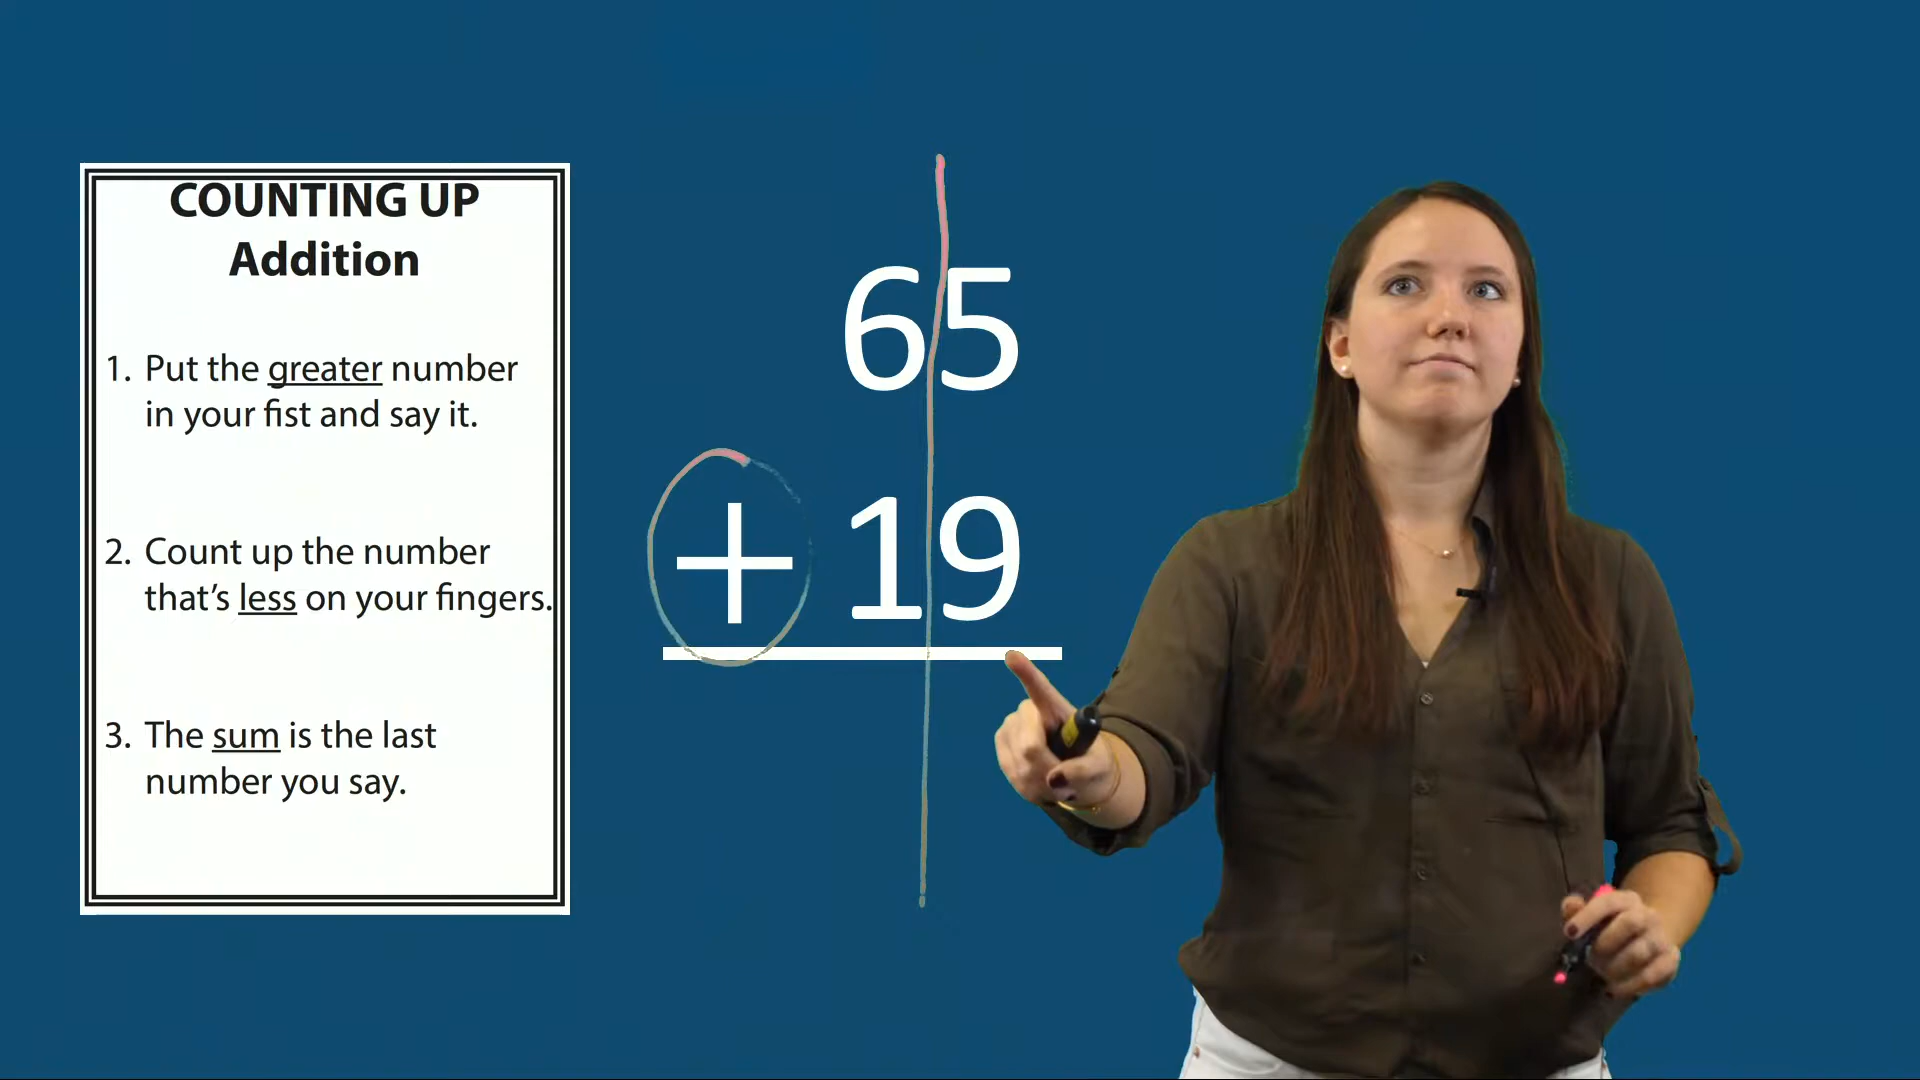 COUNTING UP
Addition
1. Put the greater number
in your fist and say it.
2. Count up the number
that's less on your fingers.
3. The sum is the last
number you say.
65
+ 19